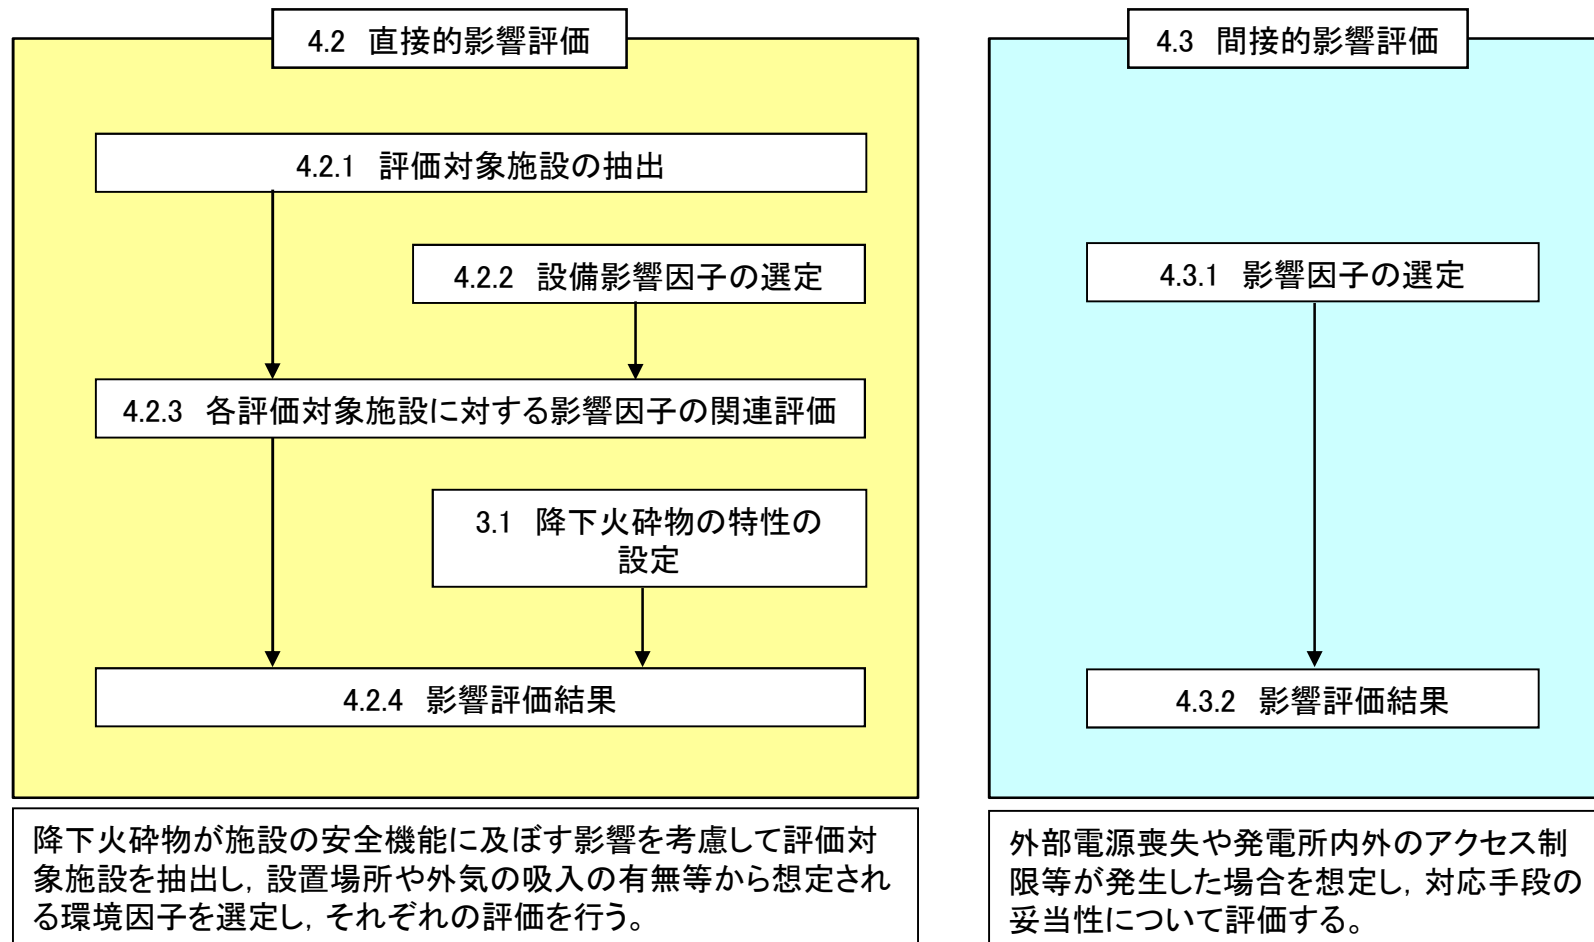 4.2 直接的影響評価
4.2.1 評価対象施設の抽出
4.2.2 設備影響因子の選定
4.2.3 各評価対象施設に対する影響因子の関連評価
3.1 降下火砕物の特性の
設定
4.2.4 影響評価結果
降下火砕物が施設の安全機能に及ぼす影響を考慮して評価対
象施設を抽出し，設置場所や外気の吸入の有無等から想定され
る環境因子を選定し，それぞれの評価を行う。
4.3 間接的影響評価
4.3.1 影響因子の選定
4.3.2 影響評価結果
外部電源喪失や発電所内外のアクセス制
限等が発生した場合を想定し，対応手段の
妥当性について評価する。